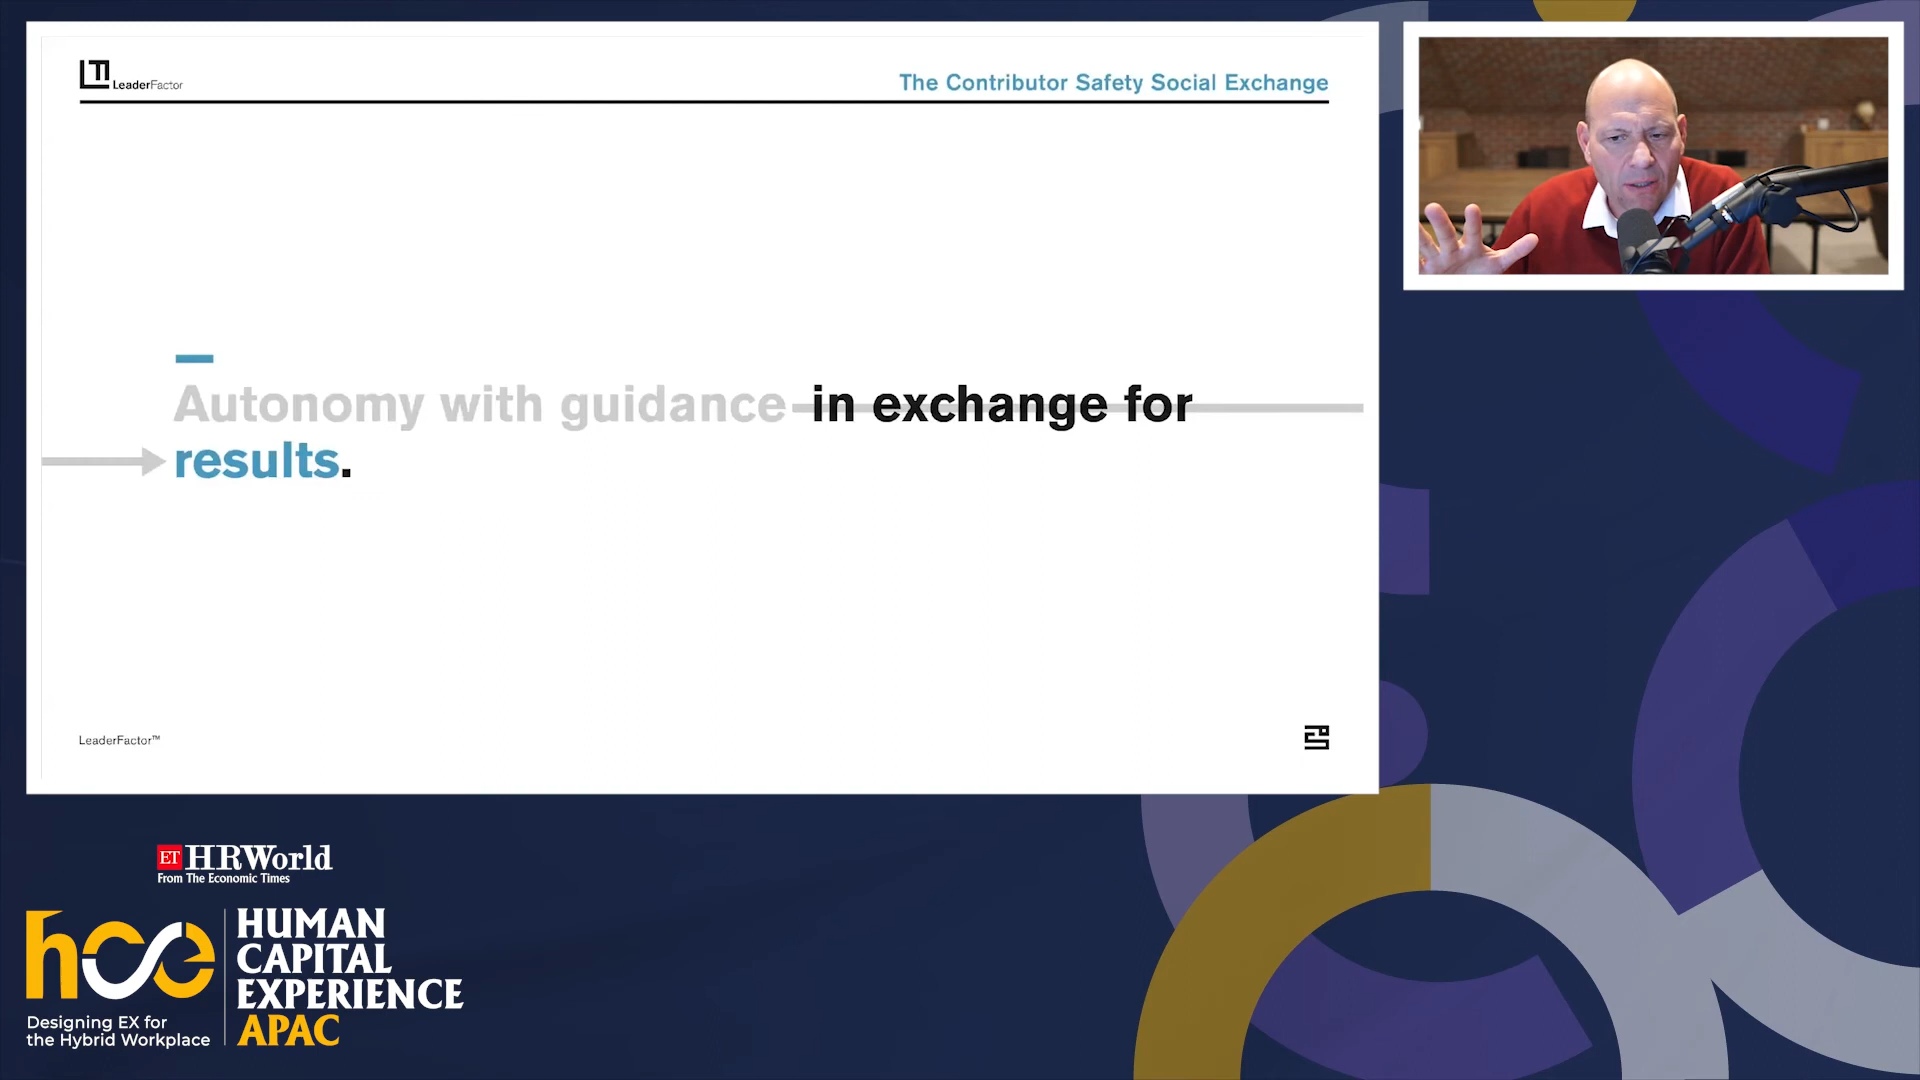 LeaderFactor
The Contributor Safety Social Exchange
Autonomy with guidance in exchange for
results.
LeaderFactor™
ET HRWorld
From The Economic Times
hce
Designing EX for
the Hybrid Workplace
HUMAN
CAPITAL
EXPERIENCE
APAC